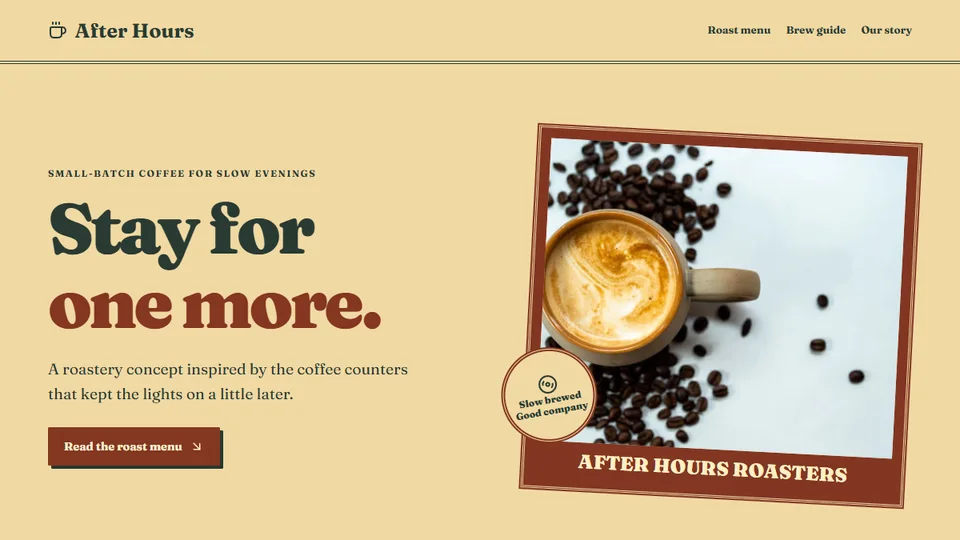 After Hours
Roast menu Brew guide Our story
SMALL-BATCH COFFEE FOR SLOW EVENINGS
Stay for
one more.
A roastery concept inspired by the coffee counters
that kept the lights on a little later.
Read the roast menu
Slow brewed
Good company
AFTER HOURS ROASTERS